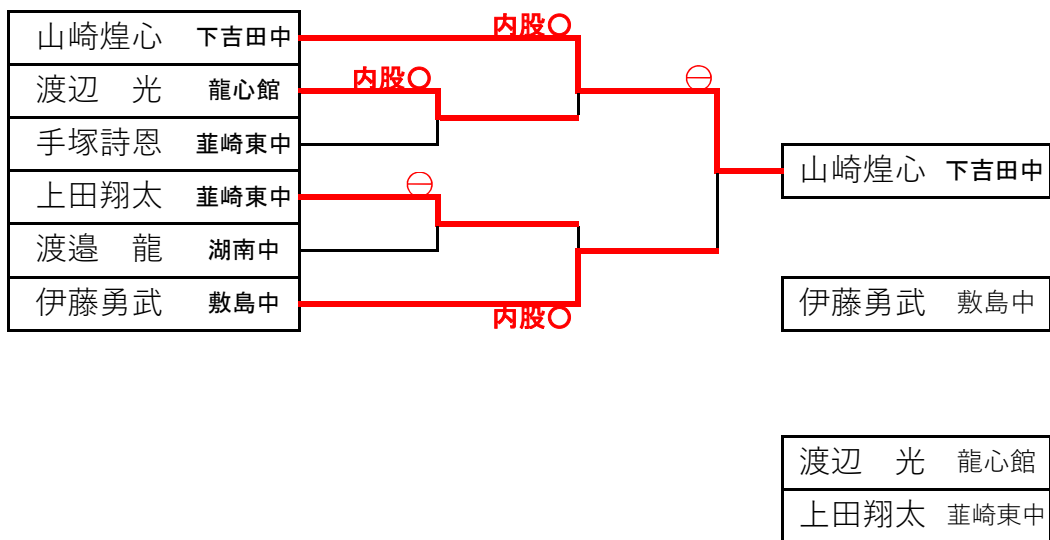 内股〇
山崎煌心 下吉田中
内股〇
渡辺 光 龍心館
手塚詩恩 韮崎東中
山崎煌心 下吉田中
上田翔太 韮崎東中
渡邉 龍 湖南中
伊藤勇武 敷島中
伊藤勇武 敷島中
内股〇
渡辺 光 龍心館
上田翔太 韮崎東中